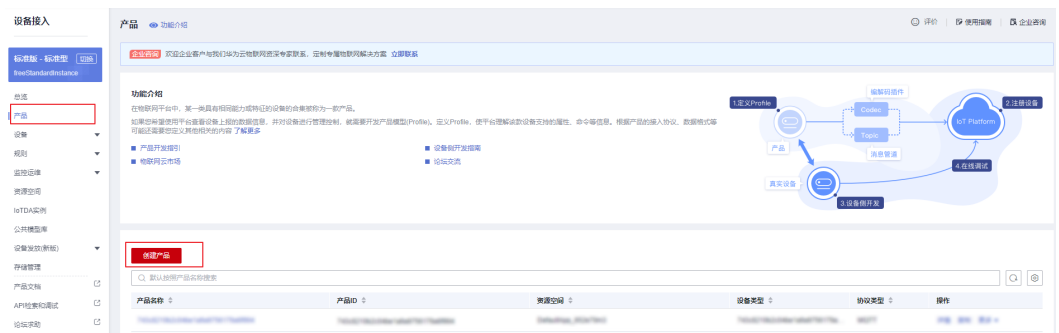 设备接入
产品 功能介绍
评价 使用指南 企业咨询
标准版 - 标准型 切换
freeStandardInstance
企业咨询 欢迎企业客户与我们华为云物联网资深专家联系，定制专属物联网解决方案 立即联系
总览
产品
设备
规则
监控运维
资源空间
IoTDA实例
公共模型库
设备发放(新版)
存储管理
产品文档
API检索和调试
论坛求助
功能介绍
在物联网平台中，某一类具有相同能力或特征的设备的合集被称为一款产品。
如果您希望使用平台查看设备上报的数据信息，并对设备进行管理控制，就需要开发产品模型(Profile)。定义Profile，使平台理解该款设备支持的属性、命令等信息。根据产品的接入协议、数据格式等
可能还需要您定义其他相关的内容 了解更多
产品开发指引
设备侧开发指南
物联网云市场
论坛交流
1.定义Profile
编解码插件
Codec
2.注册设备
IoT Platform
Topic
产品
消息管道
4.在线调试
真实设备
3.设备侧开发
创建产品
默认按照产品名称搜索
产品名称 产品ID 资源空间 设备类型 协议类型 操作